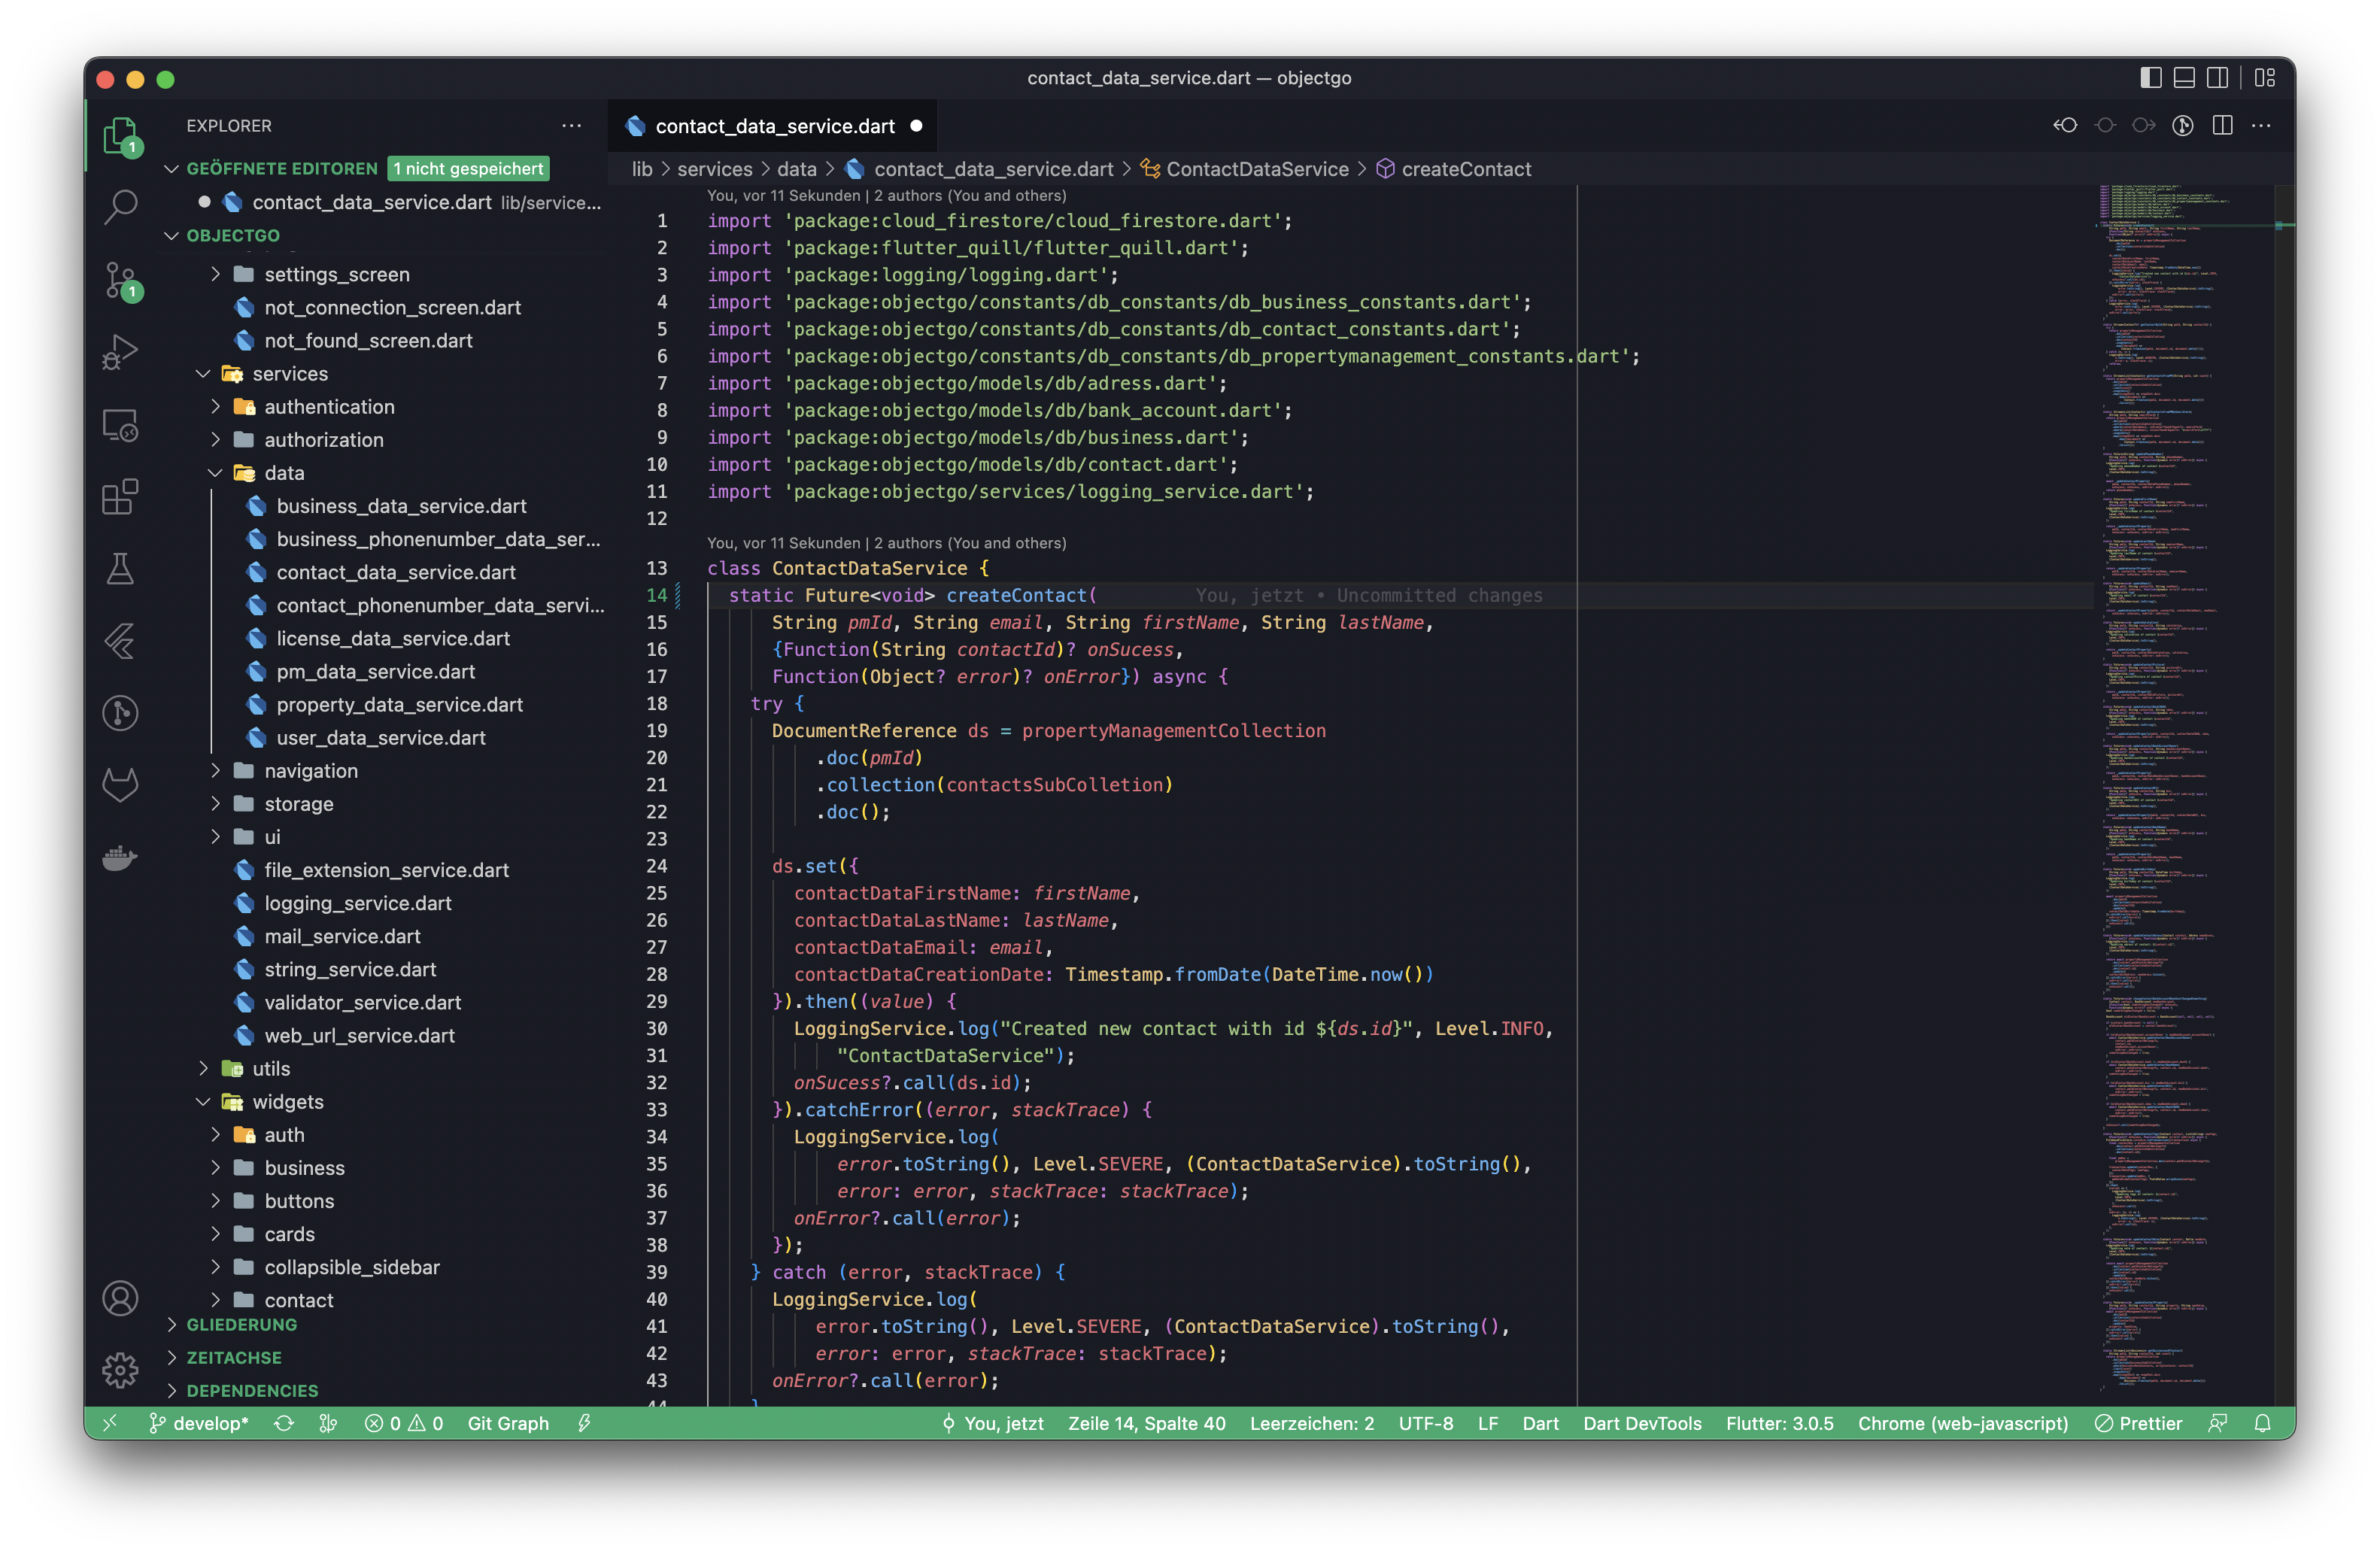 contact_data_service.dart — objectgo
EXPLORER
contact_data_service.dart
GEÖFFNETE EDITOREN 1 nicht gespeichert
contact_data_service.dart lib/service...
OBJECTGO
settings_screen
not_connection_screen.dart
not_found_screen.dart
services
authentication
authorization
data
business_data_service.dart
business_phonenumber_data_ser...
contact_data_service.dart
contact_phonenumber_data_servi...
license_data_service.dart
pm_data_service.dart
property_data_service.dart
user_data_service.dart
navigation
storage
ui
file_extension_service.dart
logging_service.dart
mail_service.dart
string_service.dart
validator_service.dart
web_url_service.dart
utils
widgets
auth
business
buttons
cards
collapsible_sidebar
contact
GLIEDERUNG
ZEITACHSE
DEPENDENCIES
1
1
lib > services > data > contact_data_service.dart > ContactDataService > createContact
You, vor 11 Sekunden | 2 authors (You and others)
1 import 'package:cloud_firestore/cloud_firestore.dart';
2 import 'package:flutter_quill/flutter_quill.dart';
3 import 'package:logging/logging.dart';
4 import 'package:objectgo/constants/db_constants/db_business_constants.dart';
5 import 'package:objectgo/constants/db_constants/db_contact_constants.dart';
6 import 'package:objectgo/constants/db_constants/db_propertymanagement_constants.dart';
7 import 'package:objectgo/models/db/adress.dart';
8 import 'package:objectgo/models/db/bank_account.dart';
9 import 'package:objectgo/models/db/business.dart';
10 import 'package:objectgo/models/db/contact.dart';
11 import 'package:objectgo/services/logging_service.dart';
12
You, vor 11 Sekunden | 2 authors (You and others)
13 class ContactDataService {
14 static Future<void> createContact( You, jetzt • Uncommitted changes
15 String pmId, String email, String firstName, String lastName,
16 {Function(String contactId)? onSucess,
17 Function(Object? error)? onError}) async {
18 try {
19 DocumentReference ds = propertyManagementCollection
20 .doc(pmId)
21 .collection(contactsSubColletion)
22 .doc();
23
24 ds.set({
25 contactDataFirstName: firstName,
26 contactDataLastName: lastName,
27 contactDataEmail: email,
28 contactDataCreationDate: Timestamp.fromDate(DateTime.now())
29 }).then((value) {
30 LoggingService.log("Created new contact with id ${ds.id}", Level.INFO,
31 "ContactDataService");
32 onSucess?.call(ds.id);
33 }).catchError((error, stackTrace) {
34 LoggingService.log(
35 error.toString(), Level.SEVERE, (ContactDataService).toString(),
36 error: error, stackTrace: stackTrace);
37 onError?.call(error);
38 });
39 } catch (error, stackTrace) {
40 LoggingService.log(
41 error.toString(), Level.SEVERE, (ContactDataService).toString(),
42 error: error, stackTrace: stackTrace);
43 onError?.call(error);
44 }
develop* 0 0 Git Graph You, jetzt Zeile 14, Spalte 40 Leerzeichen: 2 UTF-8 LF Dart Dart DevTools Flutter: 3.0.5 Chrome (web-javascript) Prettier